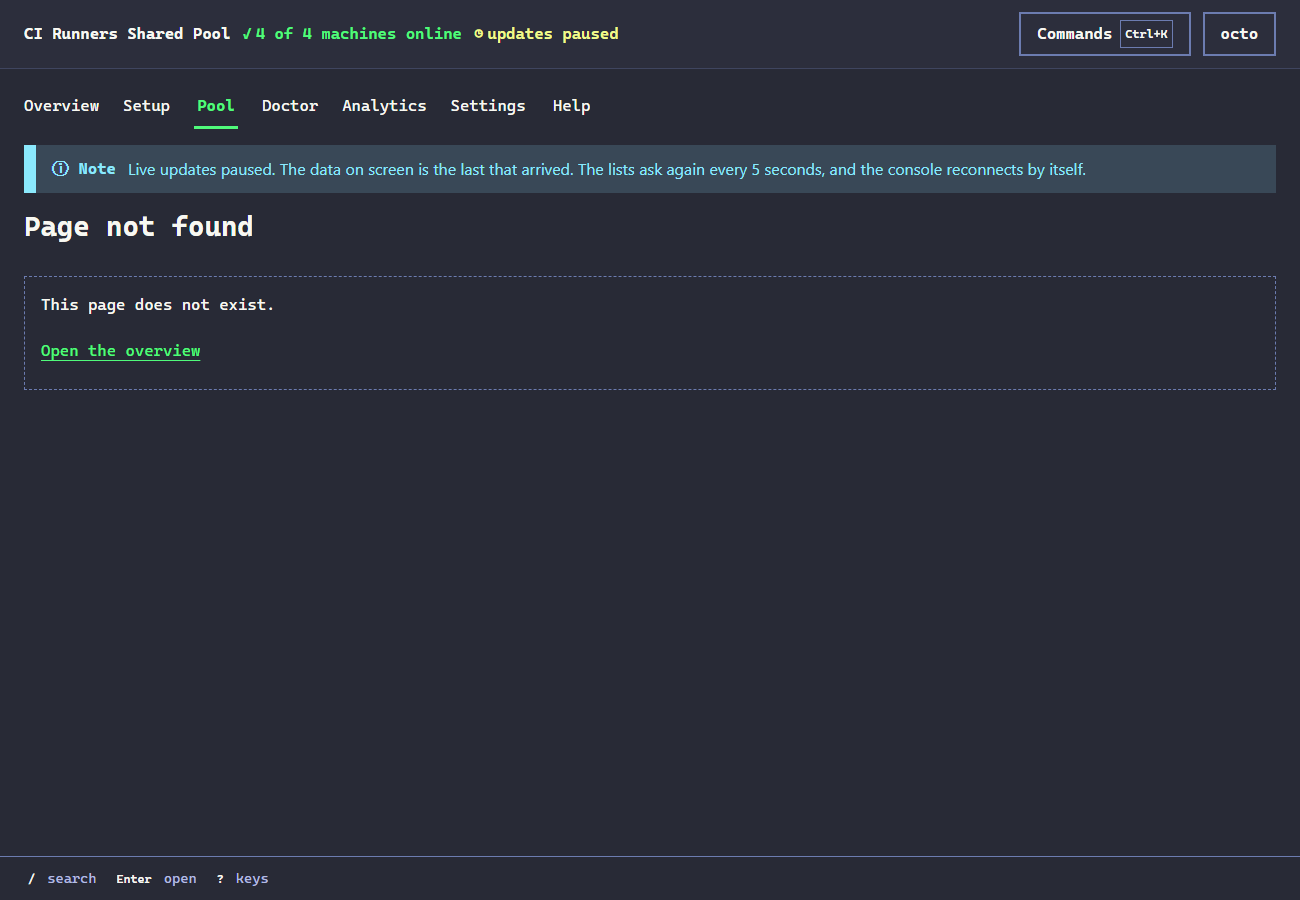 CI Runners Shared Pool ✓ 4 of 4 machines online updates paused Commands Ctrl+K octo
Overview Setup Pool Doctor Analytics Settings Help
Note Live updates paused. The data on screen is the last that arrived. The lists ask again every 5 seconds, and the console reconnects by itself.
Page not found
This page does not exist.
Open the overview
/ search Enter open ? keys